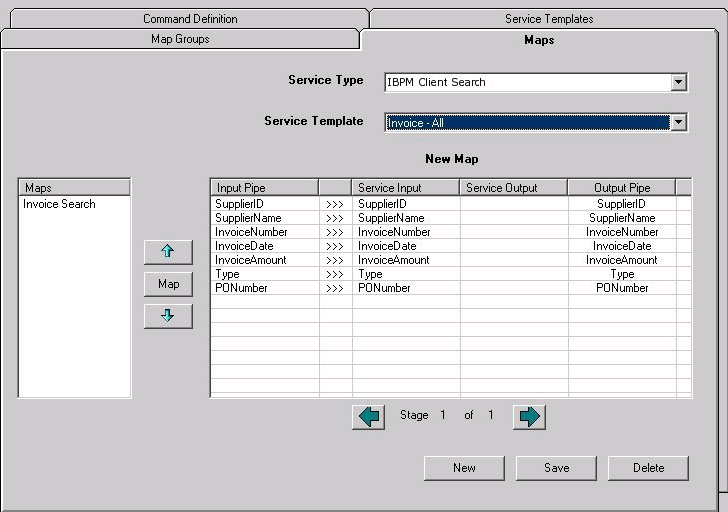 Command Definition Service Templates
Map Groups Maps
Service Type IBPM Client Search
Service Template Invoice - All
New Map
Maps Input Pipe Service Input Service Output Output Pipe
Invoice Search SupplierID >>> SupplierID SupplierID
SupplierName >>> SupplierName SupplierName
InvoiceNumber >>> InvoiceNumber InvoiceNumber
InvoiceDate >>> InvoiceDate InvoiceDate
InvoiceAmount >>> InvoiceAmount InvoiceAmount
Type >>> Type Type
PONumber >>> PONumber PONumber
Map
Stage 1 of 1
New Save Delete